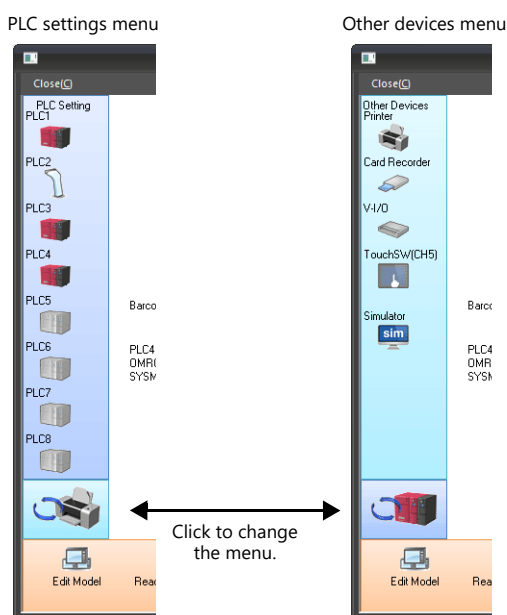 PLC settings menu
Close(C)
PLC Setting
PLC1
PLC2
PLC3
PLC4
PLC5
PLC6
PLC7
PLC8
Barco
PLC4
OMR
SYSM
Edit Model
Rea
Click to change
the menu.
Other devices menu
Close(C)
Other Devices
Printer
Card Recorder
V-I/O
TouchSW(CH5)
Simulator
sim
Barc
PLC4
OMR
SYSM
Edit Model
Rea